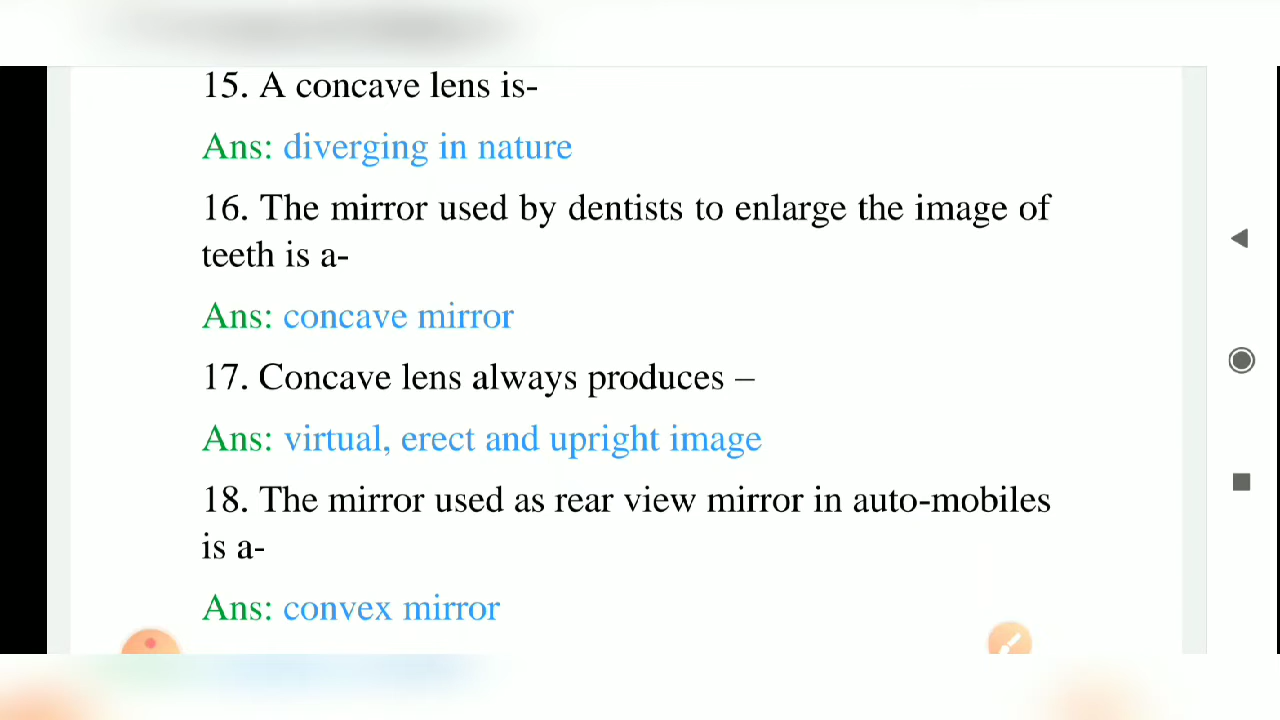 15. A concave lens is-
Ans: diverging in nature
16. The mirror used by dentists to enlarge the image of
teeth is a-
Ans: concave mirror
17. Concave lens always produces –
Ans: virtual, erect and upright image
18. The mirror used as rear view mirror in auto-mobiles
is a-
Ans: convex mirror